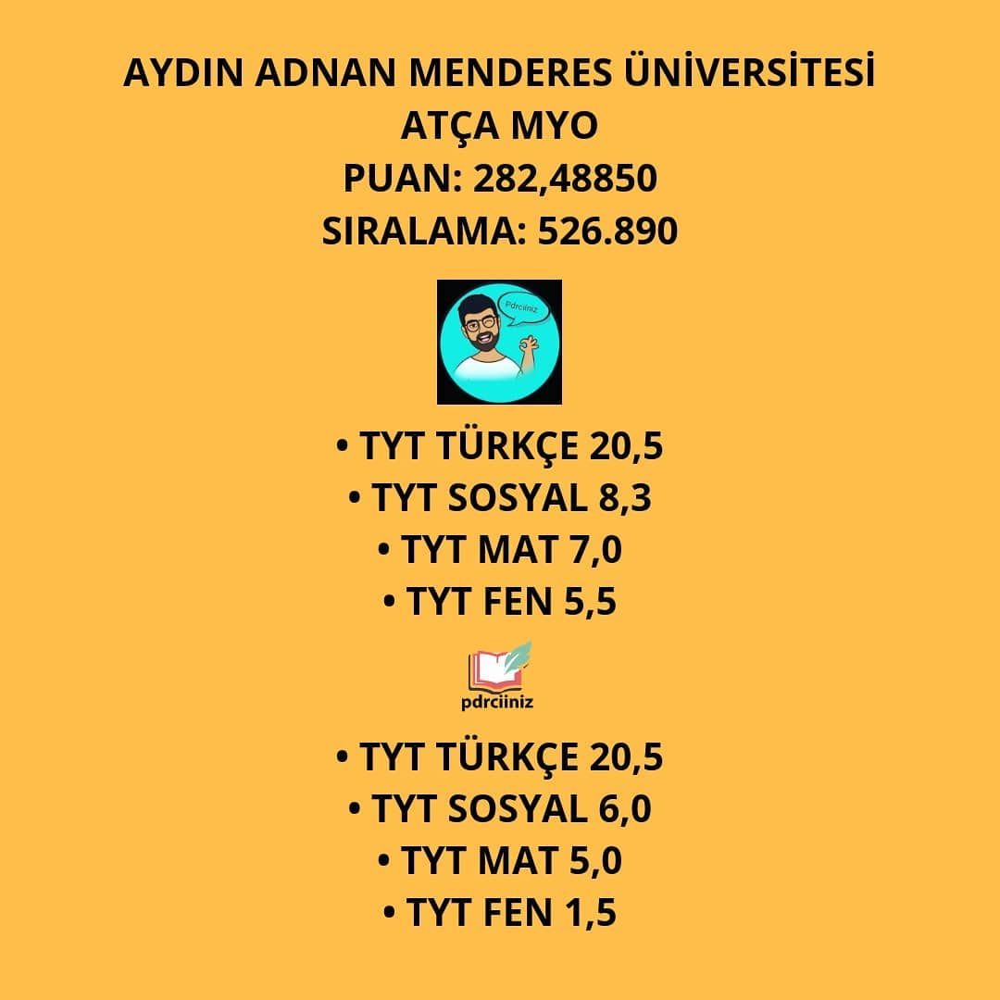 AYDIN ADNAN MENDERES ÜNİVERSİTESİ
ATÇA MYO
PUAN: 282,48850
SIRALAMA: 526.890
Pdrciiniz
• TYT TÜRKÇE 20,5
• TYT SOSYAL 8,3
• TYT MAT 7,0
• TYT FEN 5,5
pdrciiniz
• TYT TÜRKÇE 20,5
• TYT SOSYAL 6,0
• TYT MAT 5,0
• TYT FEN 1,5